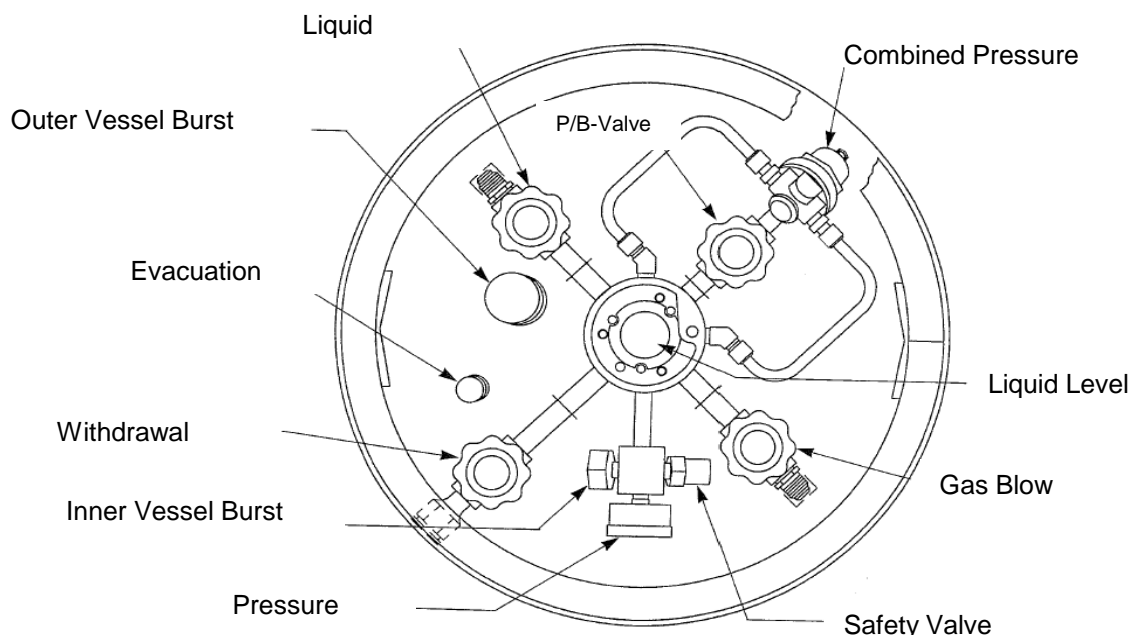 Liquid
Combined Pressure
Outer Vessel Burst
P/B-Valve
Evacuation
Liquid Level
Withdrawal
Gas Blow
Inner Vessel Burst
Pressure
Safety Valve